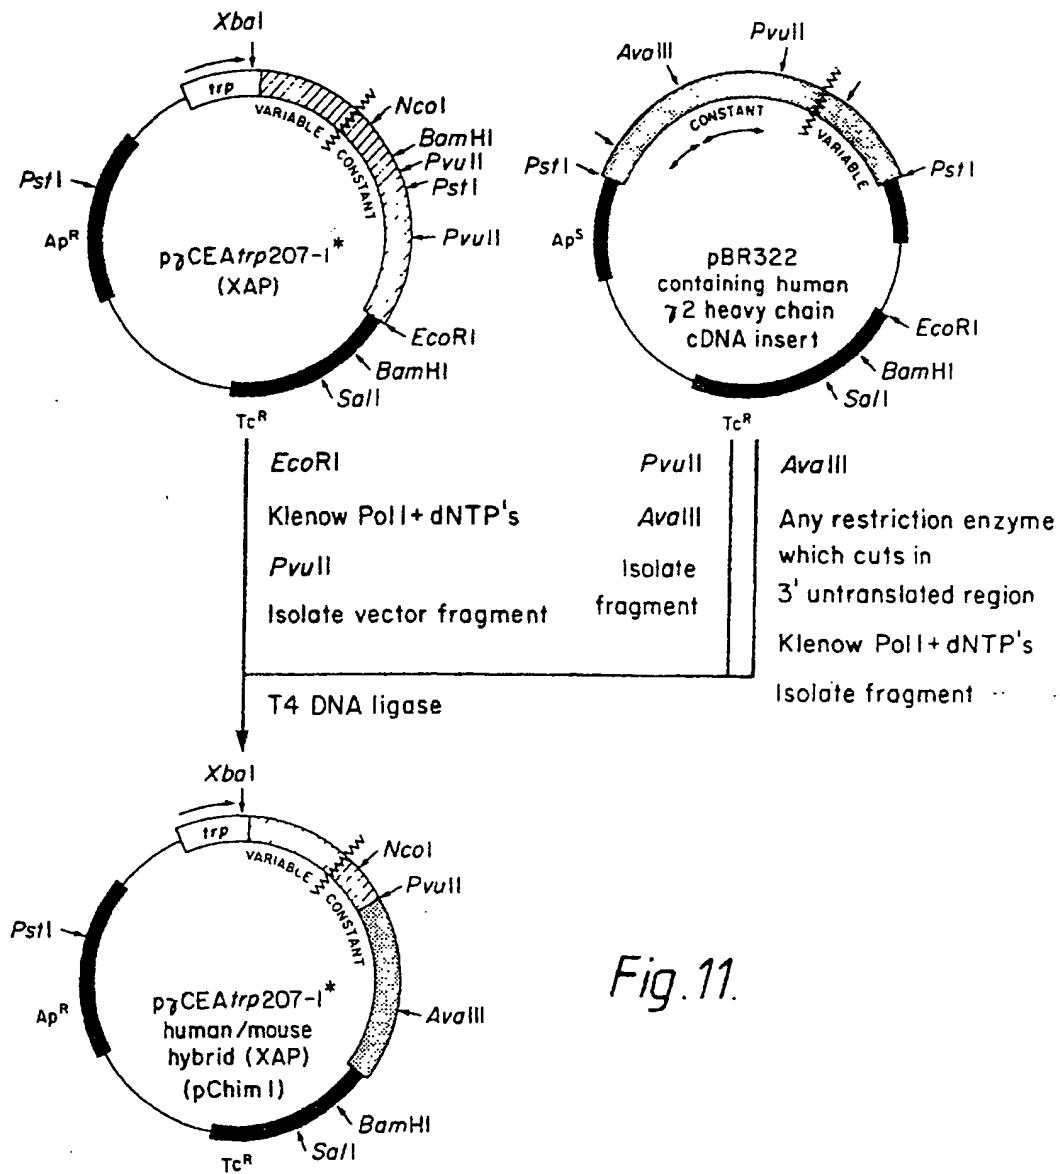 XbaI
trp
VARIABLE
CONSTANT
NcoI
BamHI
PvuII
PstI
PvuII
EcoRI
BamHI
SalI
TcR
ApR
PstI
pγCEAtrp207-1*
(XAP)
PvuII
AvaIII
CONSTANT
VARIABLE
PstI
PstI
ApS
pBR322
containing human
γ2 heavy chain
cDNA insert
EcoRI
BamHI
SalI
TcR
EcoRI
Klenow Pol I + dNTP's
PvuII
Isolate vector fragment
PvuII
AvaIII
Isolate
fragment
AvaIII
Any restriction enzyme
which cuts in
3' untranslated region
Klenow Pol I + dNTP's
Isolate fragment
T4 DNA ligase
XbaI
trp
VARIABLE
CONSTANT
NcoI
PvuII
AvaIII
BamHI
SalI
TcR
ApR
PstI
pγCEAtrp207-1*
human/mouse
hybrid (XAP)
(pChim 1)
Fig. 11.